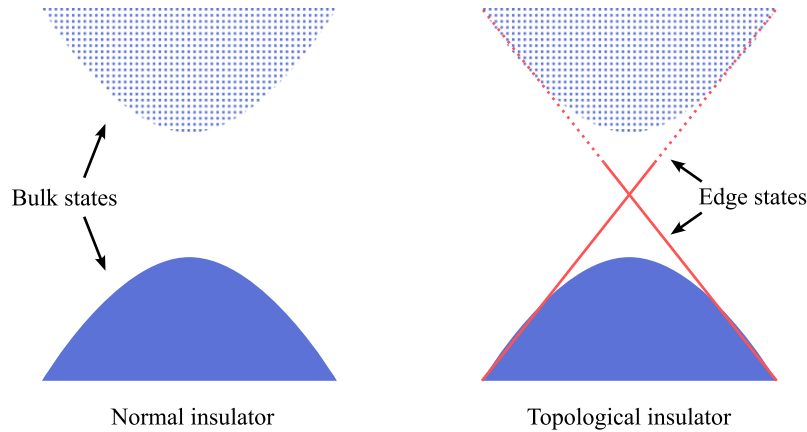 Bulk states
Edge states
Normal insulator
Topological insulator